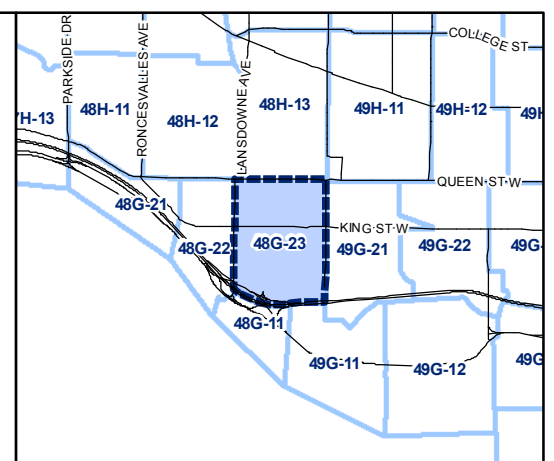 COLLEGE ST
PARKSIDE DR
RONCESVALLES AVE
LANSDOWNE AVE
48H-11
48H-12
48H-13
49H-11
49H-12
49H
H-13
QUEEN ST W
48G-21
KING ST W
48G-22
48G-23
49G-21
49G-22
49G-
48G-11
49G-11
49G-12
49G